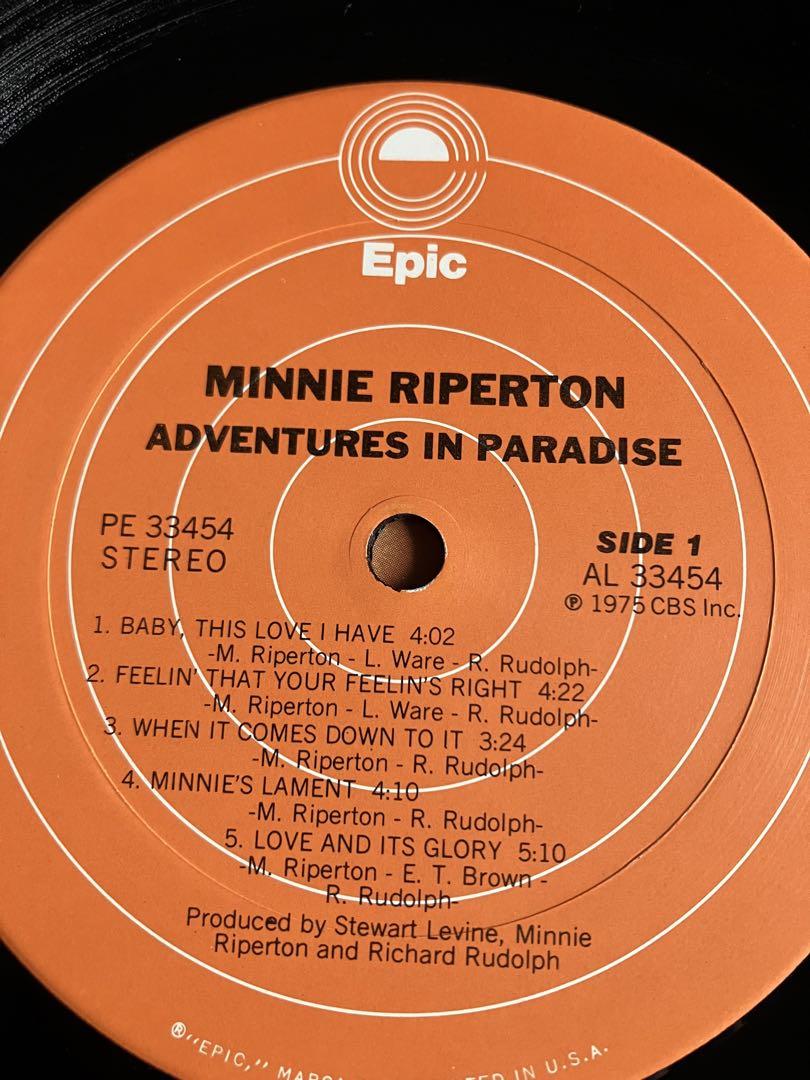 Epic
MINNIE RIPERTON
ADVENTURES IN PARADISE
PE 33454
STEREO
SIDE 1
AL 33454
℗ 1975 CBS Inc.
1. BABY, THIS LOVE I HAVE 4:02
-M. Riperton - L. Ware - R. Rudolph-
2. FEELIN' THAT YOUR FEELIN'S RIGHT 4:22
-M. Riperton - L. Ware - R. Rudolph-
3. WHEN IT COMES DOWN TO IT 3:24
-M. Riperton - R. Rudolph-
4. MINNIE'S LAMENT 4:10
-M. Riperton - R. Rudolph-
5. LOVE AND ITS GLORY 5:10
-M. Riperton - E. T. Brown -
R. Rudolph-
Produced by Stewart Levine, Minnie
Riperton and Richard Rudolph
® "EPIC," IN U.S.A.